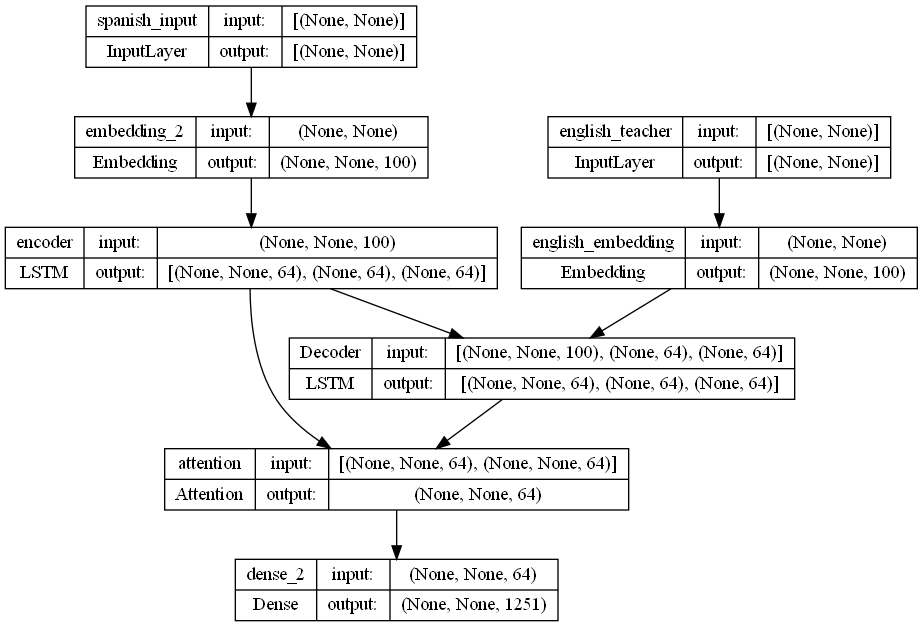 spanish_input input: [(None, None)]
InputLayer output: [(None, None)]
embedding_2 input: (None, None)
Embedding output: (None, None, 100)
english_teacher input: [(None, None)]
InputLayer output: [(None, None)]
encoder input: (None, None, 100)
LSTM output: [(None, None, 64), (None, 64), (None, 64)]
english_embedding input: (None, None)
Embedding output: (None, None, 100)
Decoder input: [(None, None, 100), (None, 64), (None, 64)]
LSTM output: [(None, None, 64), (None, 64), (None, 64)]
attention input: [(None, None, 64), (None, None, 64)]
Attention output: (None, None, 64)
dense_2 input: (None, None, 64)
Dense output: (None, None, 1251)